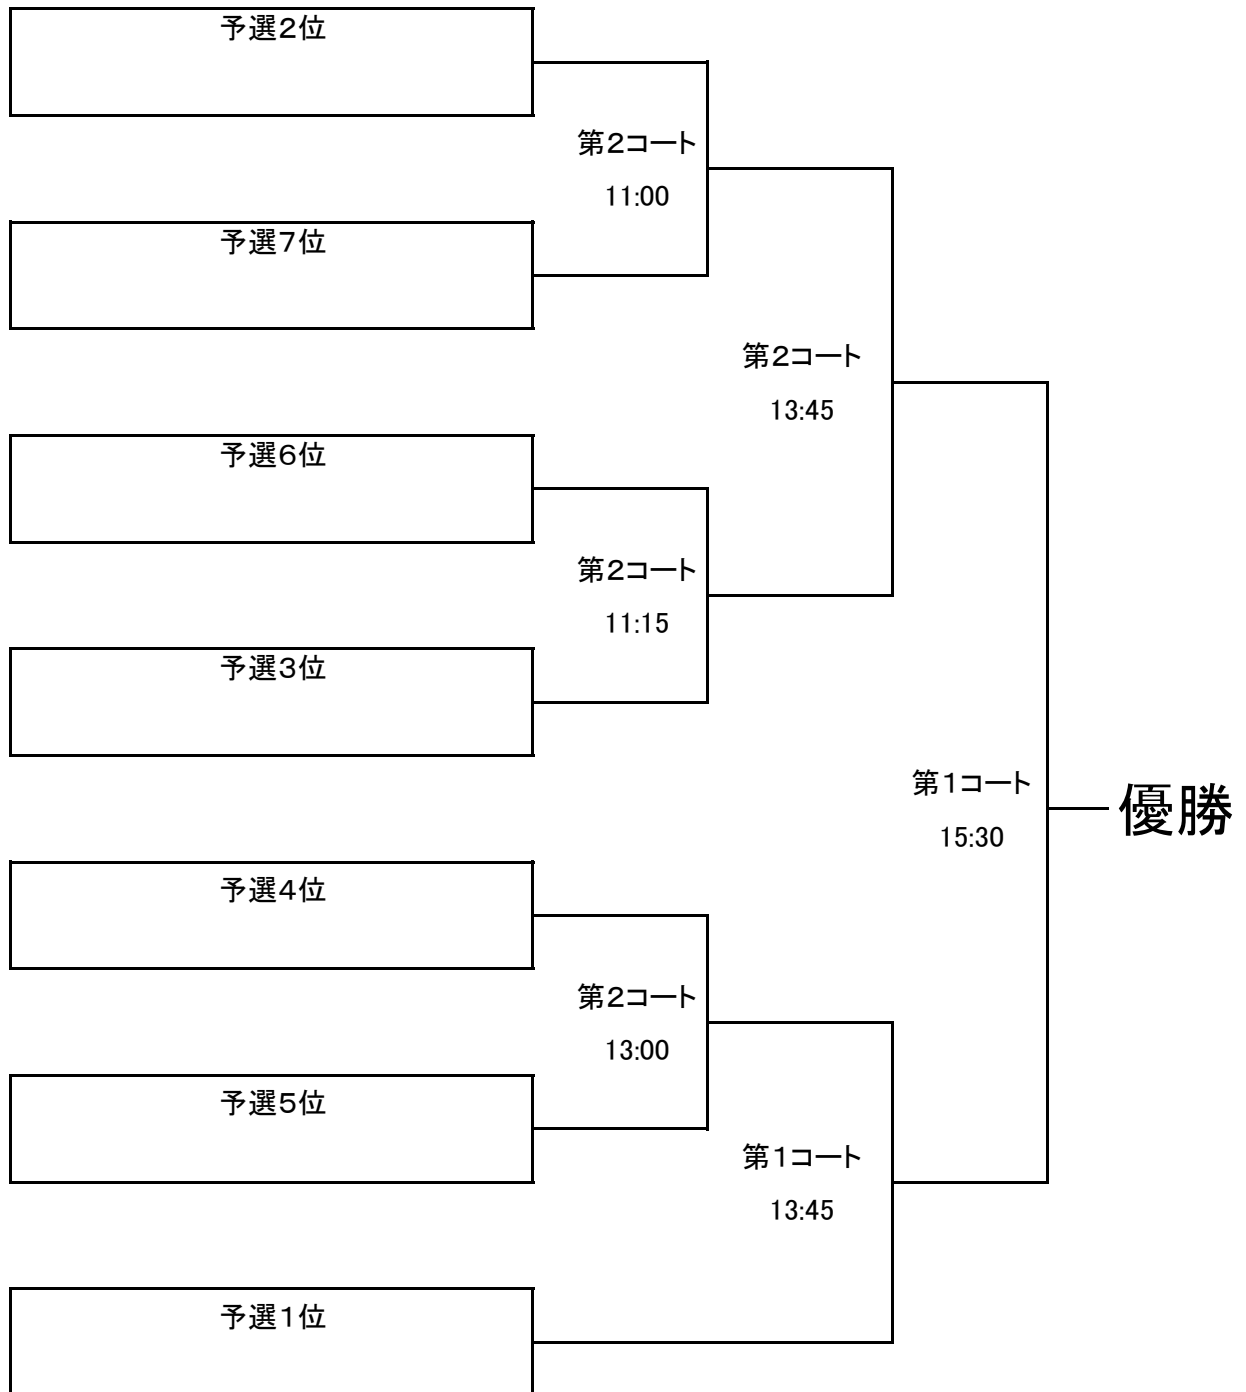 予選2位
第2コート
11:00
予選7位
第2コート
13:45
予選6位
第2コート
11:15
予選3位
第1コート
15:30
優勝
予選4位
第2コート
13:00
予選5位
第1コート
13:45
予選1位